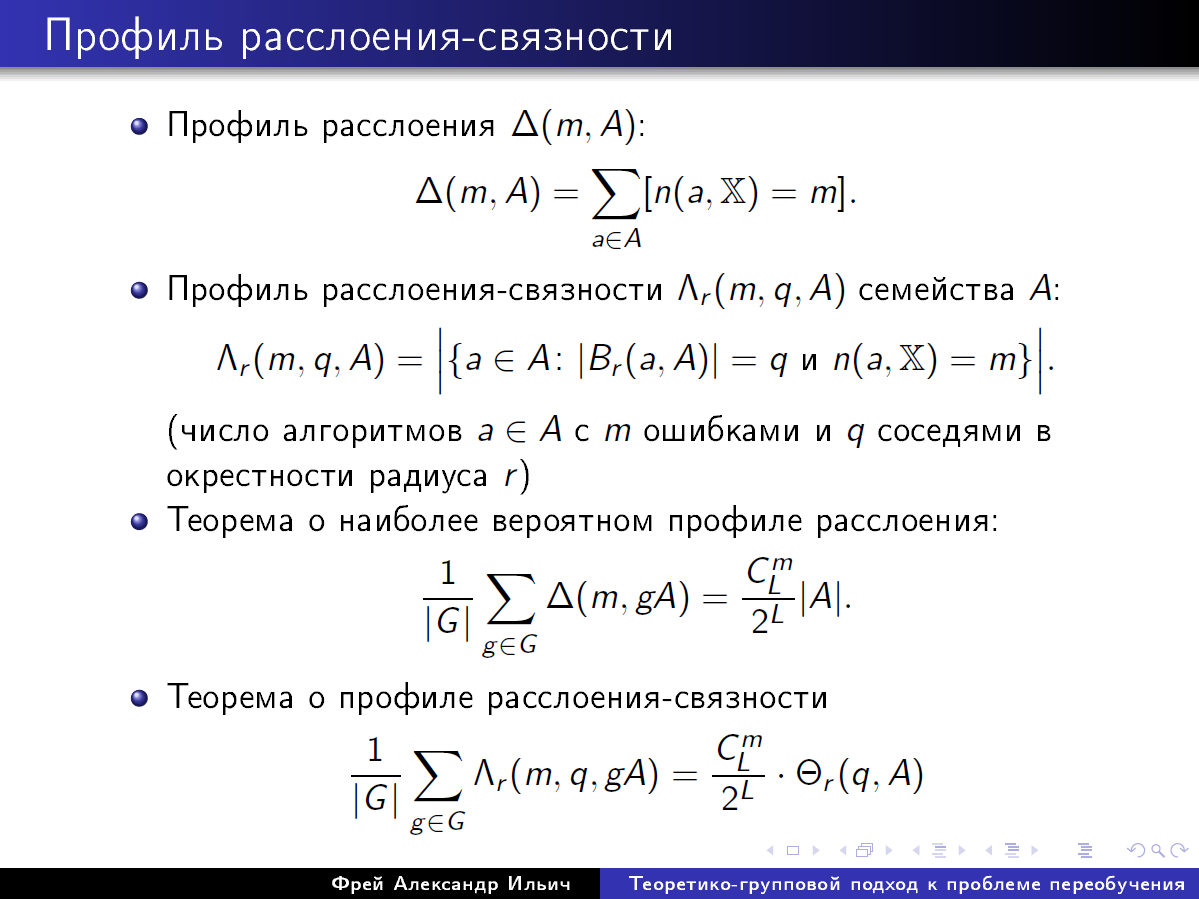 Профиль расслоения-связности
Профиль расслоения Δ(m, A):
Δ(m, A) = ∑_{a∈A} [n(a, 𝕏) = m].
Профиль расслоения-связности Λ_r(m, q, A) семейства A:
Λ_r(m, q, A) = |{a ∈ A: |B_r(a, A)| = q и n(a, 𝕏) = m}|.
(число алгоритмов a ∈ A с m ошибками и q соседями в
окрестности радиуса r)
Теорема о наиболее вероятном профиле расслоения:
1/|G| ∑_{g∈G} Δ(m, gA) = C_L^m/2^L |A|.
Теорема о профиле расслоения-связности
1/|G| ∑_{g∈G} Λ_r(m, q, gA) = C_L^m/2^L · Θ_r(q, A)
Фрей Александр Ильич
Теоретико-групповой подход к проблеме переобучения